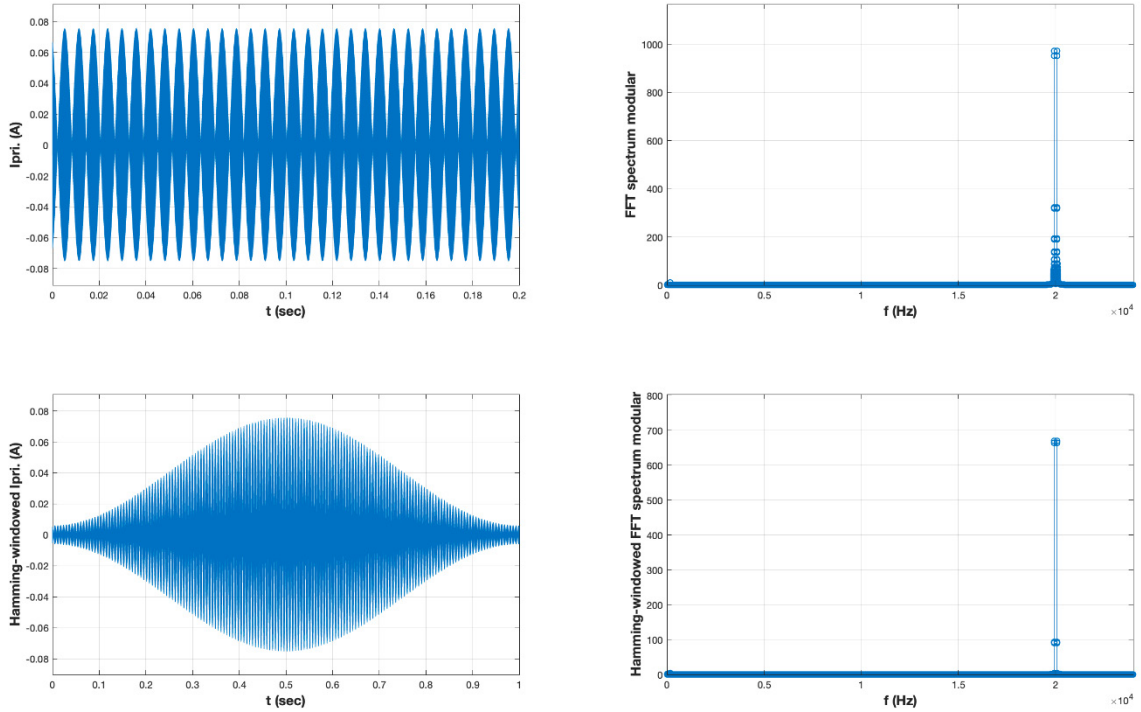 0.08
0.06
0.04
0.02
0
-0.02
-0.04
-0.06
-0.08
Ipri. (A)
0 0.02 0.04 0.06 0.08 0.1 0.12 0.14 0.16 0.18 0.2
t (sec)
1000
800
600
400
200
0
FFT spectrum modular
0 0.5 1 1.5 2
×10⁴
f (Hz)
0.08
0.06
0.04
0.02
0
-0.02
-0.04
-0.06
-0.08
Hamming-windowed Ipri. (A)
0 0.1 0.2 0.3 0.4 0.5 0.6 0.7 0.8 0.9 1
t (sec)
800
700
600
500
400
300
200
100
0
Hamming-windowed FFT spectrum modular
0 0.5 1 1.5 2
×10⁴
f (Hz)